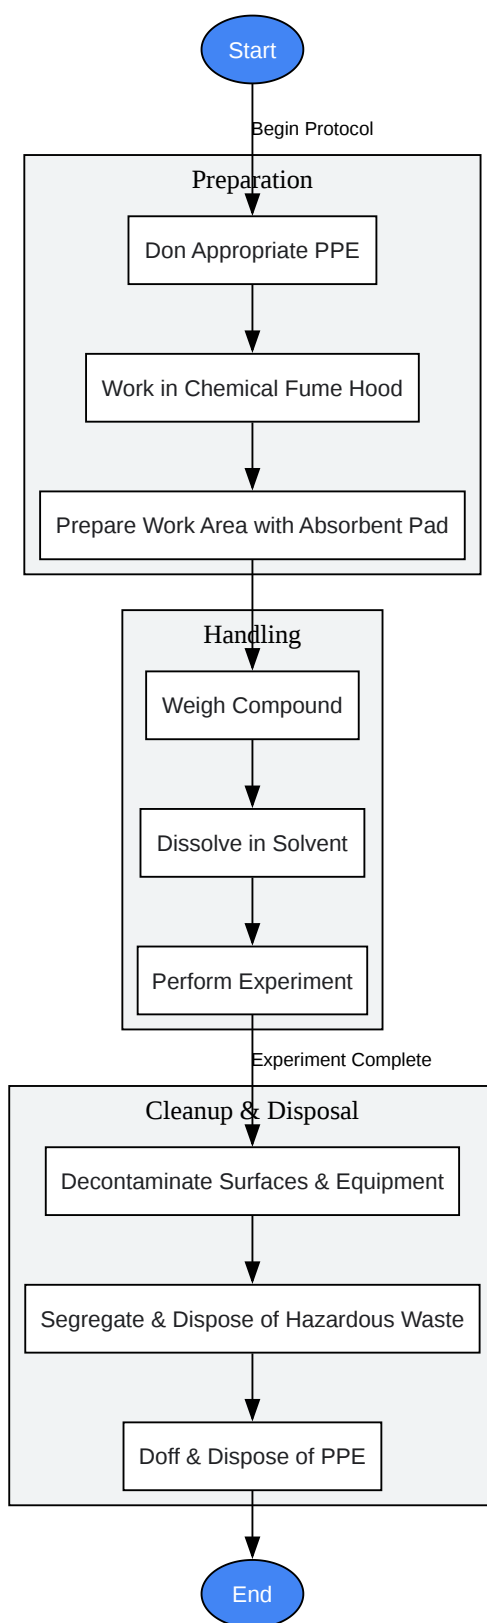 Start
Begin Protocol
Preparation
Don Appropriate PPE
Work in Chemical Fume Hood
Prepare Work Area with Absorbent Pad
Handling
Weigh Compound
Dissolve in Solvent
Perform Experiment
Experiment Complete
Cleanup & Disposal
Decontaminate Surfaces & Equipment
Segregate & Dispose of Hazardous Waste
Doff & Dispose of PPE
End